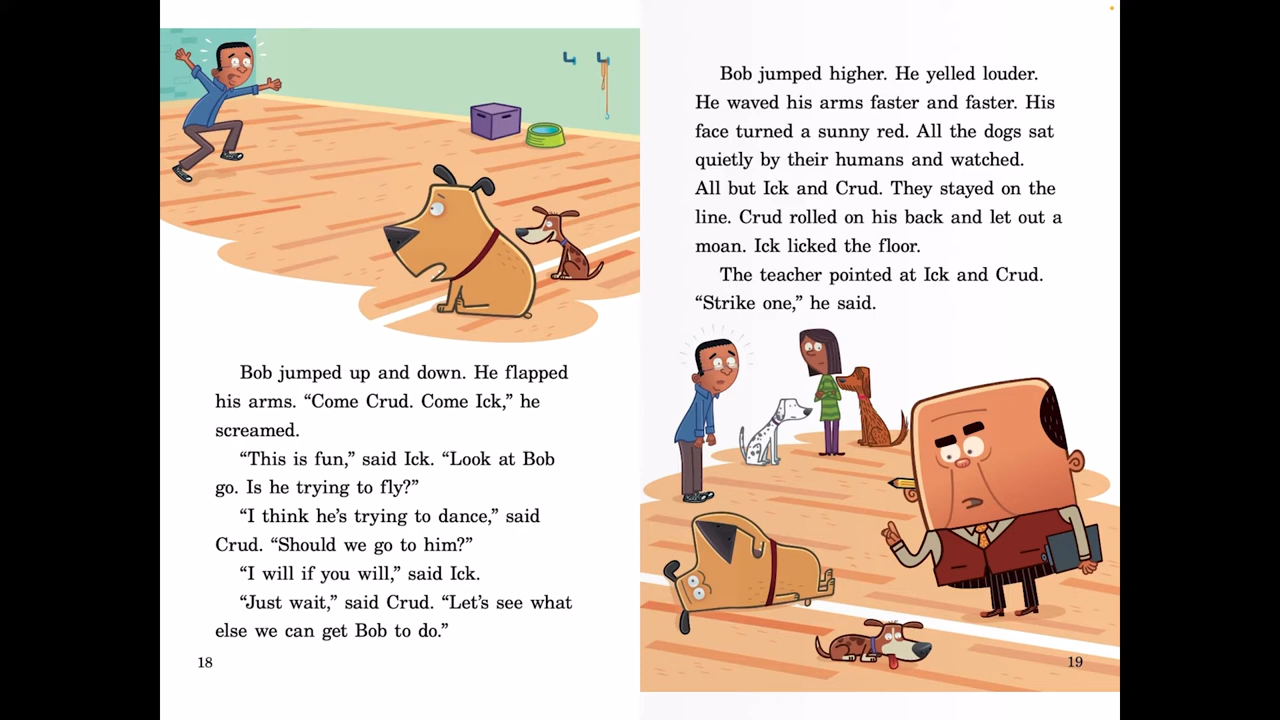 Bob jumped up and down. He flapped
his arms. “Come Crud. Come Ick,” he
screamed.
“This is fun,” said Ick. “Look at Bob
go. Is he trying to fly?”
“I think he’s trying to dance,” said
Crud. “Should we go to him?”
“I will if you will,” said Ick.
“Just wait,” said Crud. “Let’s see what
else we can get Bob to do.”
18
Bob jumped higher. He yelled louder.
He waved his arms faster and faster. His
face turned a sunny red. All the dogs sat
quietly by their humans and watched.
All but Ick and Crud. They stayed on the
line. Crud rolled on his back and let out a
moan. Ick licked the floor.
The teacher pointed at Ick and Crud.
“Strike one,” he said.
19